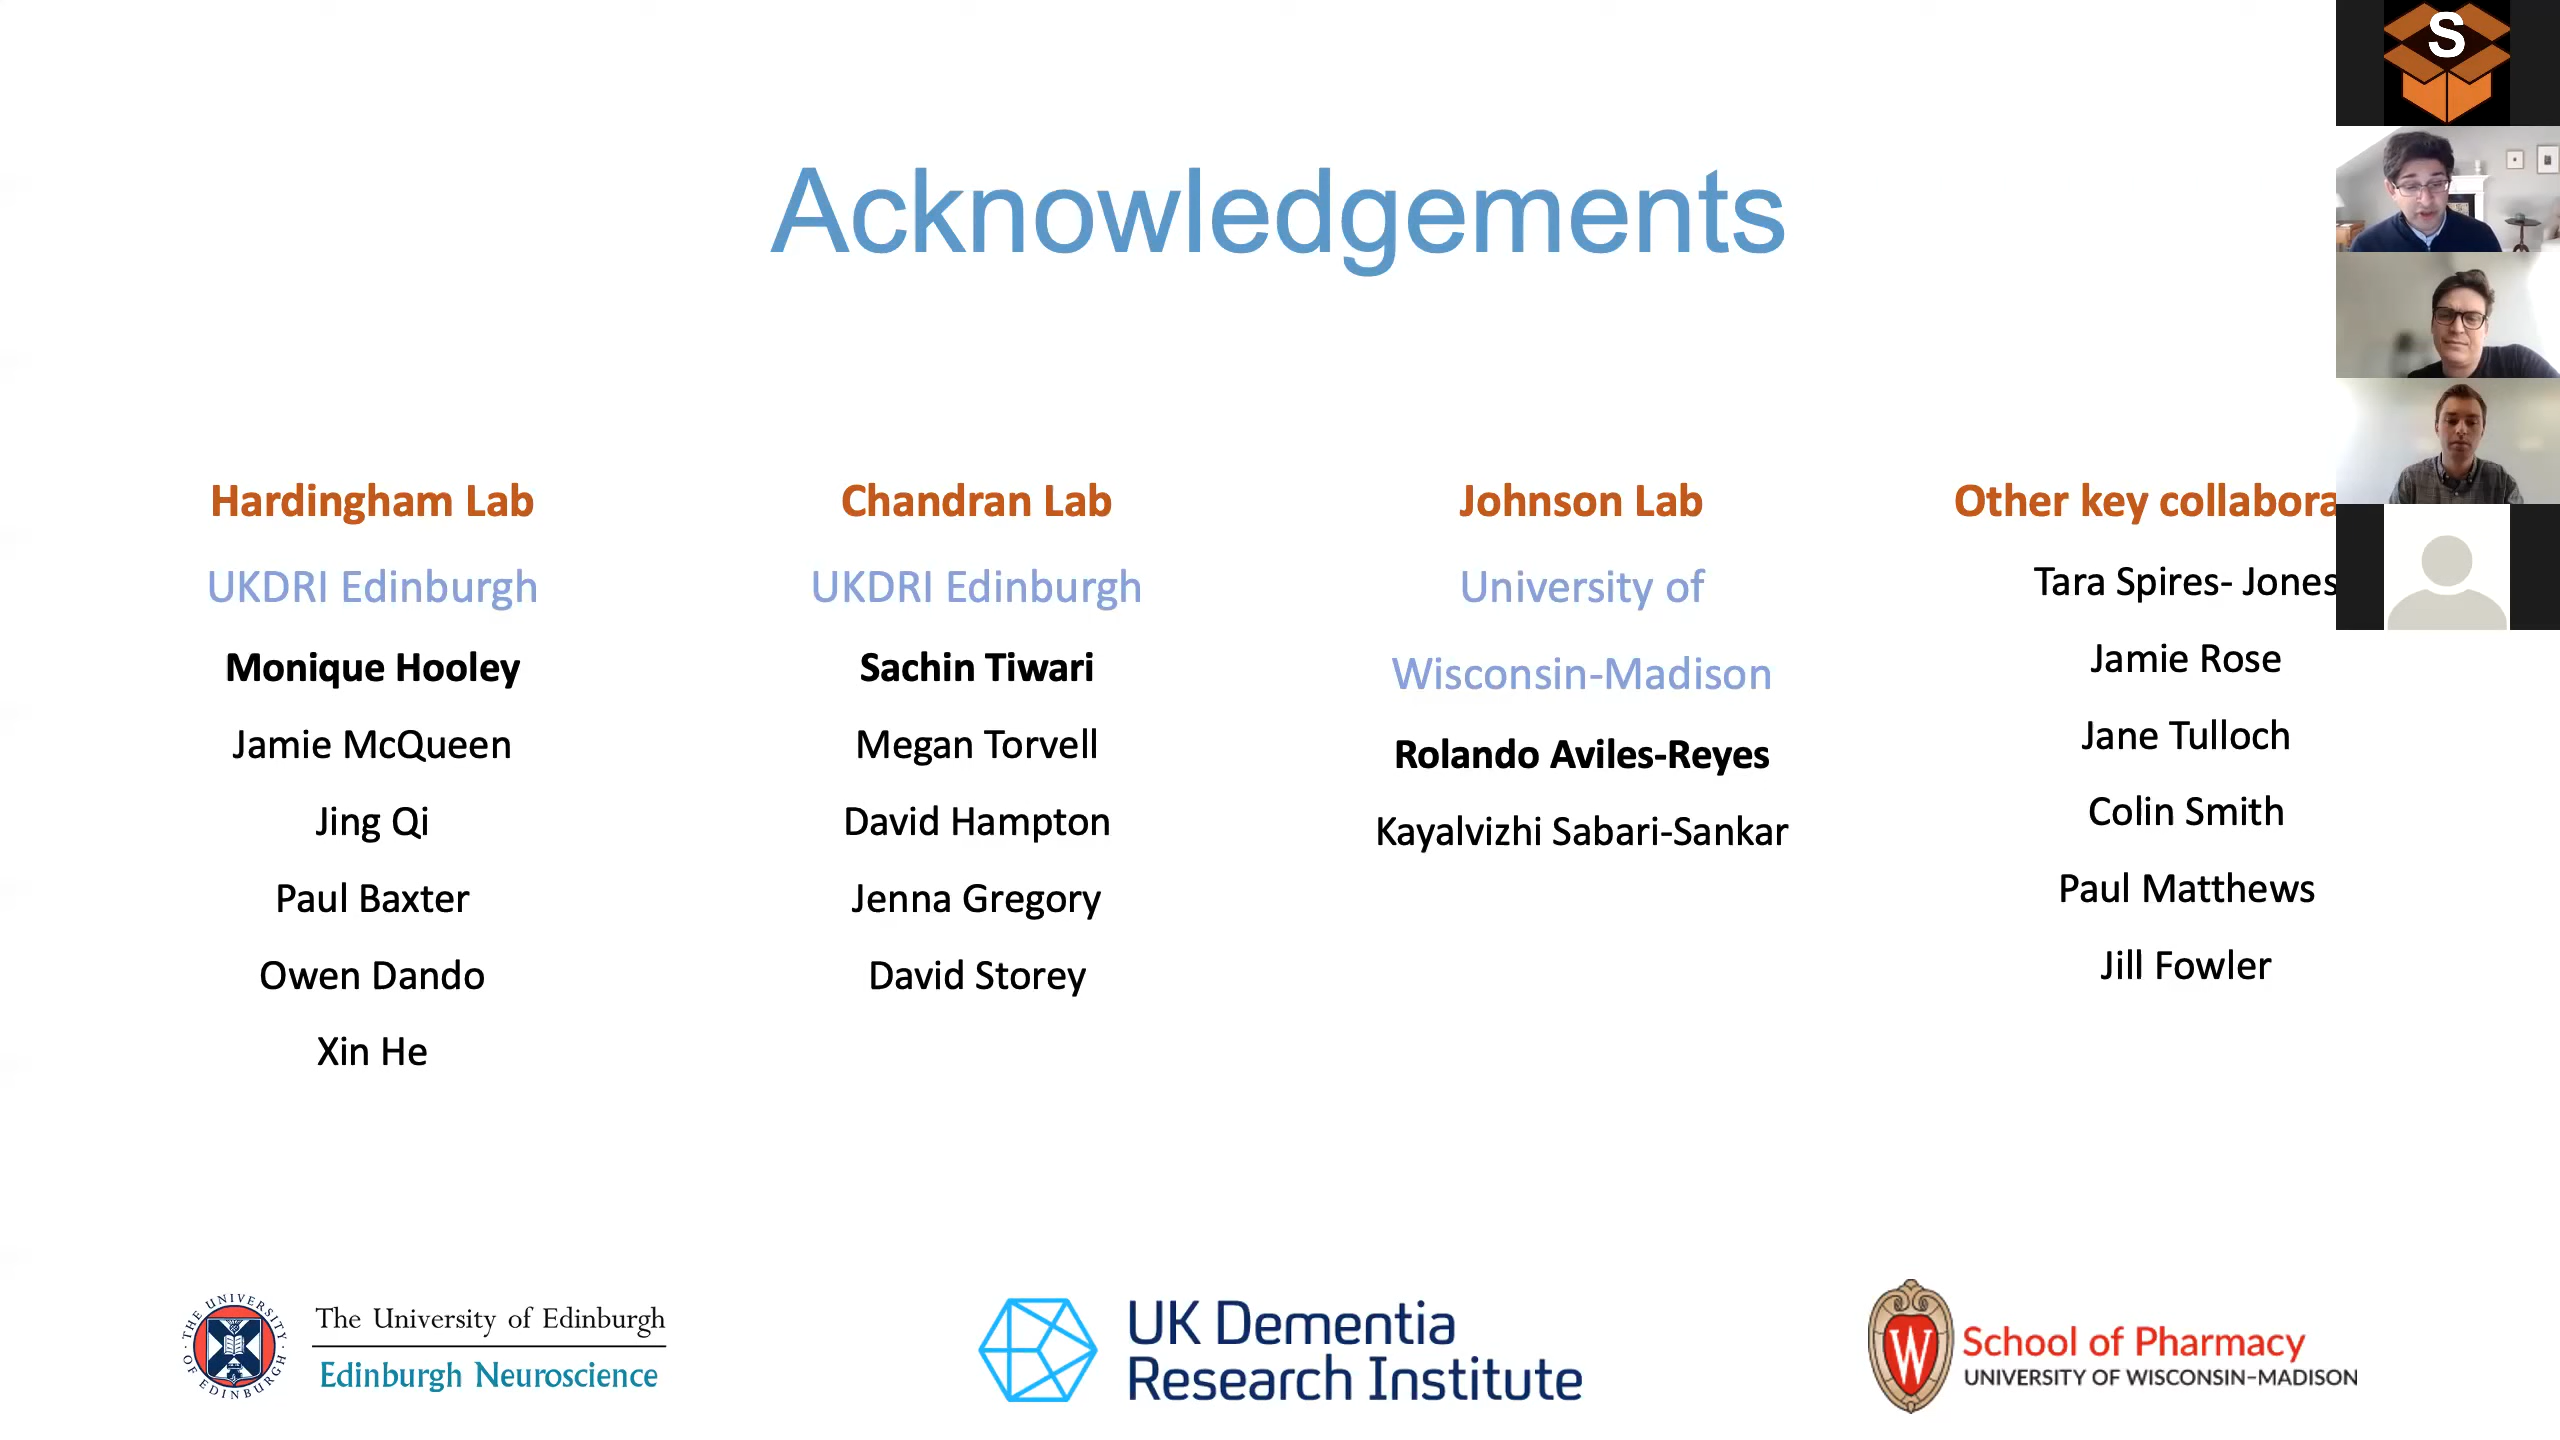 S
Acknowledgements
Hardingham Lab
UKDRI Edinburgh
Monique Hooley
Jamie McQueen
Jing Qi
Paul Baxter
Owen Dando
Xin He
Chandran Lab
UKDRI Edinburgh
Sachin Tiwari
Megan Torvell
David Hampton
Jenna Gregory
David Storey
Johnson Lab
University of
Wisconsin-Madison
Rolando Aviles-Reyes
Kayalvizhi Sabari-Sankar
Other key collabora
Tara Spires- Jones
Jamie Rose
Jane Tulloch
Colin Smith
Paul Matthews
Jill Fowler
THE UNIVERSITY OF EDINBURGH
The University of Edinburgh
Edinburgh Neuroscience
UK Dementia
Research Institute
W
School of Pharmacy
UNIVERSITY OF WISCONSIN-MADISON